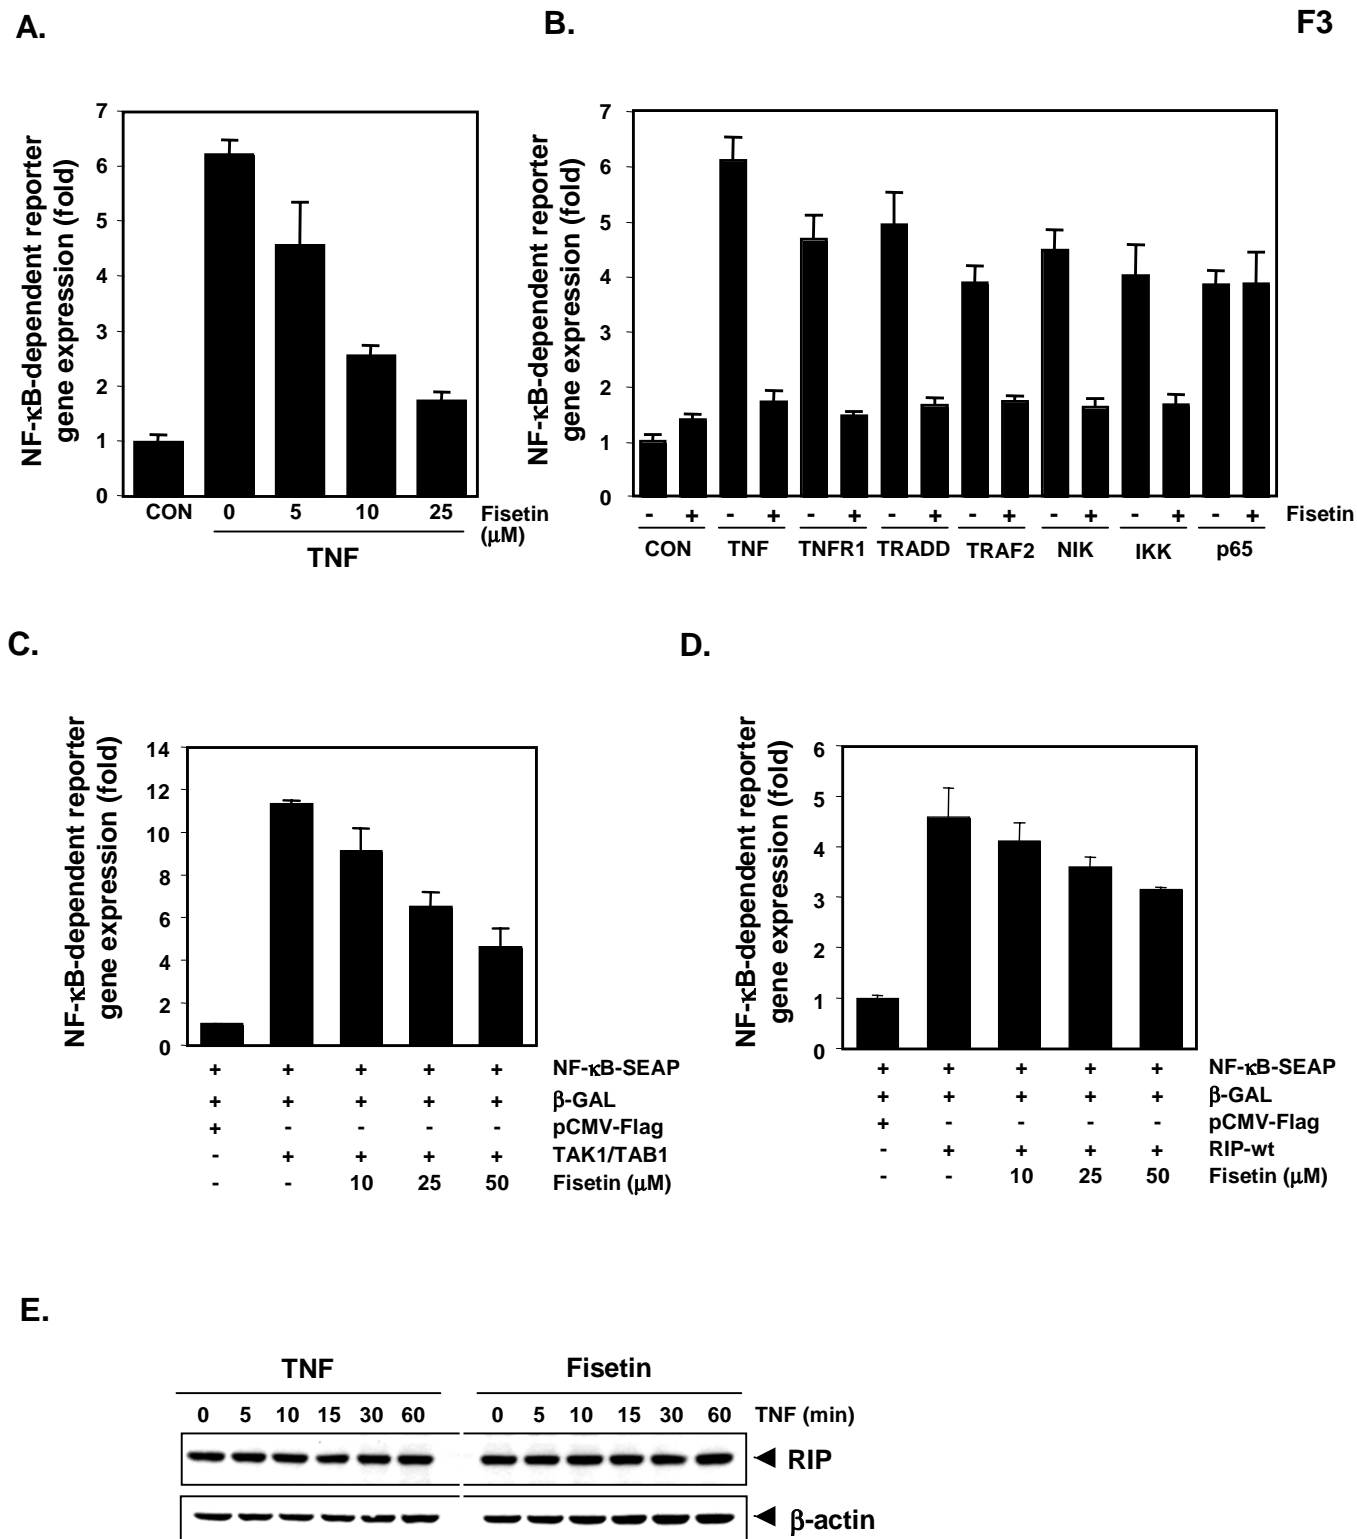 A.
B.
F3
NF-κB-dependent reporter
gene expression (fold)
7
6
5
4
3
2
1
0
CON 0 5 10 25 Fisetin
(μM)
TNF
NF-κB-dependent reporter
gene expression (fold)
7
6
5
4
3
2
1
0
- + - + - + - + - + - + - + - + Fisetin
CON TNF TNFR1 TRADD TRAF2 NIK IKK p65
C.
D.
NF-κB-dependent reporter
gene expression (fold)
14
12
10
8
6
4
2
0
+ + + + + NF-κB-SEAP
+ + + + + β-GAL
+ - - - - pCMV-Flag
- + + + + TAK1/TAB1
- - 10 25 50 Fisetin (μM)
NF-κB-dependent reporter
gene expression (fold)
6
5
4
3
2
1
0
+ + + + + NF-κB-SEAP
+ + + + + β-GAL
+ - - - - pCMV-Flag
- + + + + RIP-wt
- - 10 25 50 Fisetin (μM)
E.
TNF Fisetin
0 5 10 15 30 60 0 5 10 15 30 60 TNF (min)
RIP
β-actin